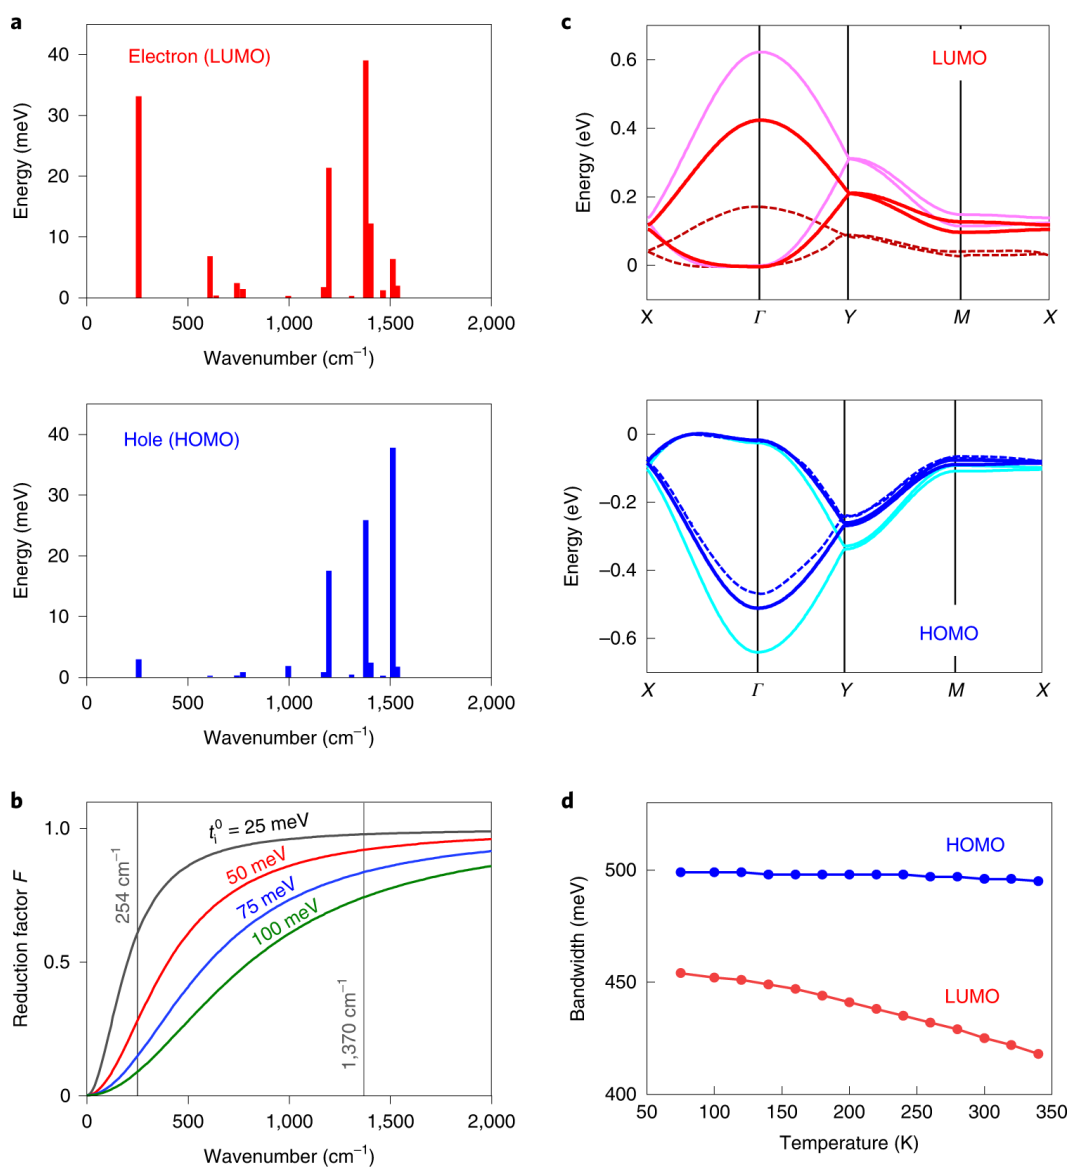 a
Electron (LUMO)
Energy (meV)
40
30
20
10
0
0 500 1,000 1,500 2,000
Wavenumber (cm⁻¹)
Hole (HOMO)
Energy (meV)
40
30
20
10
0
0 500 1,000 1,500 2,000
Wavenumber (cm⁻¹)
b
Reduction factor F
1.0
0.5
0
tᵢ⁰ = 25 meV
50 meV
75 meV
100 meV
254 cm⁻¹
1,370 cm⁻¹
0 500 1,000 1,500 2,000
Wavenumber (cm⁻¹)
c
LUMO
Energy (eV)
0.6
0.4
0.2
0
X Γ Y M X
Energy (eV)
0
−0.2
−0.4
−0.6
HOMO
X Γ Y M X
d
HOMO
LUMO
Bandwidth (meV)
500
450
400
50 100 150 200 250 300 350
Temperature (K)